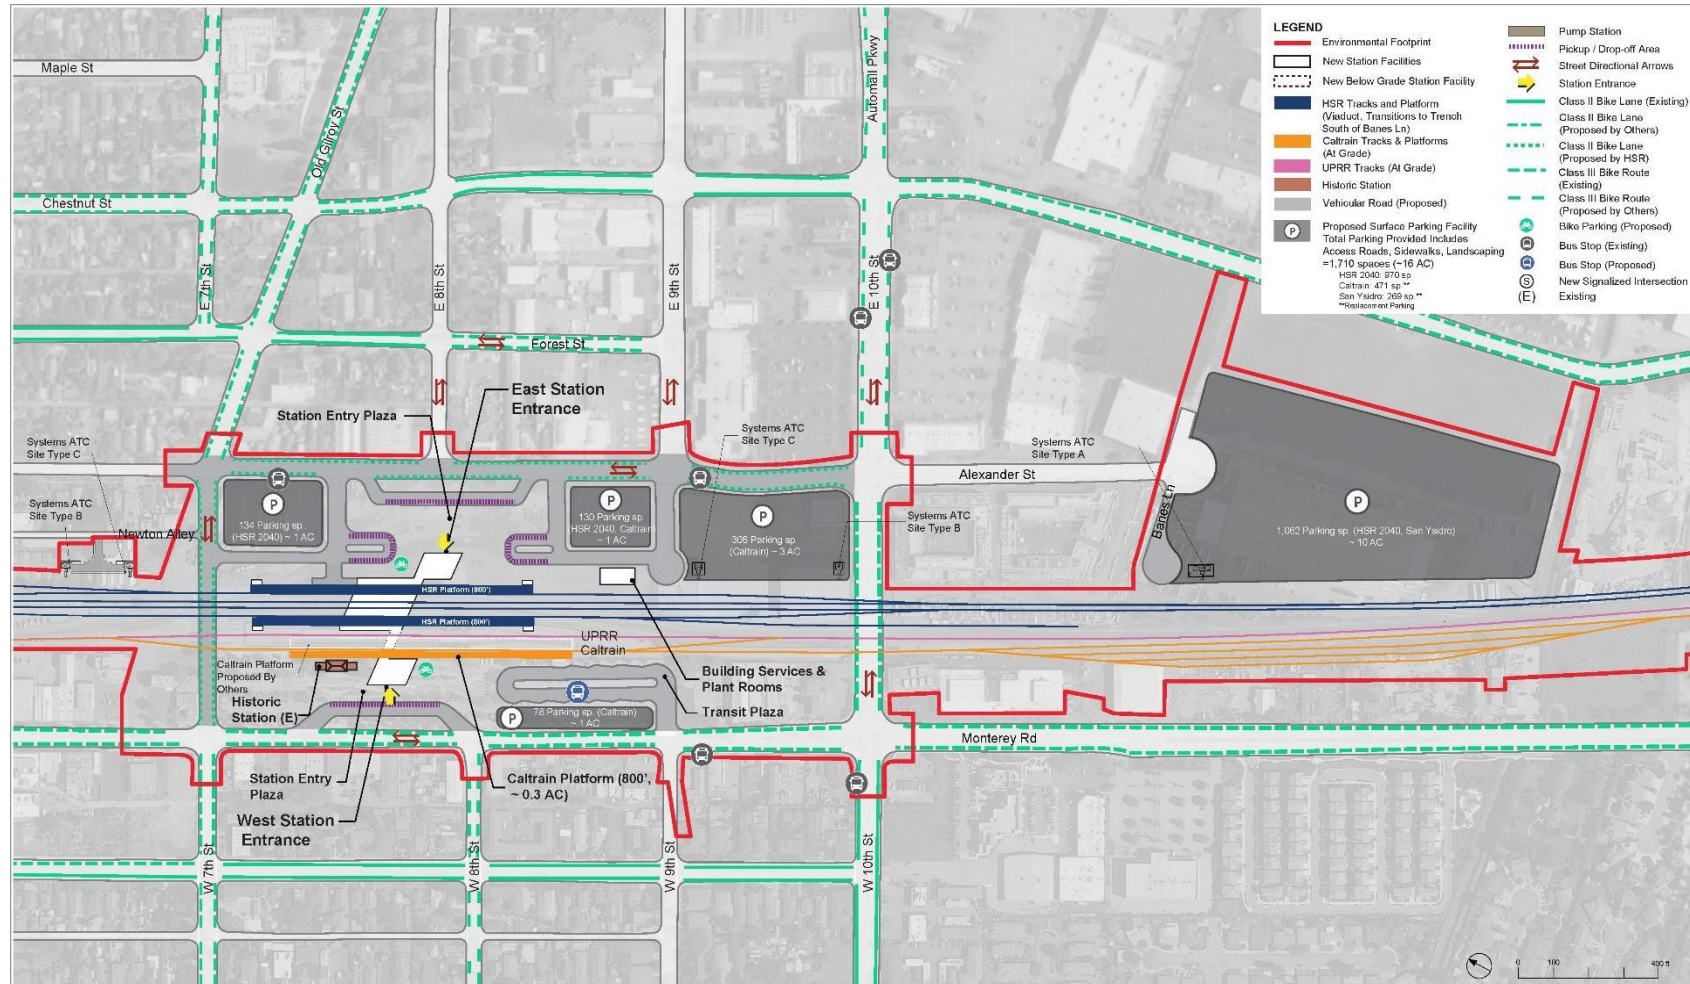 LEGEND
Environmental Footprint
New Station Facilities
New Below Grade Station Facility
HSR Tracks and Platform
(Viaduct, Transitions to Trench
South of Banes Ln)
Caltrain Tracks & Platforms
(At Grade)
UPRR Tracks (At Grade)
Historic Station
Vehicular Road (Proposed)
P
Proposed Surface Parking Facility
Total Parking Provided Includes
Access Roads, Sidewalks, Landscaping
=1,710 spaces (~16 AC)
HSR 2040: 970 sp
Caltrain: 471 sp.**
San Ysidro: 269 sp.**
**Replacement Parking
Pump Station
Pickup / Drop-off Area
Street Directional Arrows
Station Entrance
Class II Bike Lane (Existing)
Class II Bike Lane
(Proposed by Others)
Class II Bike Lane
(Proposed by HSR)
Class III Bike Route
(Existing)
Class III Bike Route
(Proposed by Others)
Bike Parking (Proposed)
Bus Stop (Existing)
Bus Stop (Proposed)
S
New Signalized Intersection
(E)
Existing
Maple St
Old Gilroy St
Automall Pkwy
Chestnut St
E 7th St
E 8th St
E 9th St
E 10th St
Forest St
East Station
Entrance
Station Entry Plaza
Systems ATC
Site Type C
Systems ATC
Site Type C
Systems ATC
Site Type A
Alexander St
Systems ATC
Site Type B
Newton Alley
P
134 Parking sp.
(HSR 2040) ~ 1 AC
P
130 Parking sp.
(HSR 2040, Caltrain)
~ 1 AC
P
306 Parking sp.
(Caltrain) ~ 3 AC
Systems ATC
Site Type B
Banes Ln
P
1,062 Parking sp. (HSR 2040, San Ysidro)
~ 10 AC
HSR Platform (800')
HSR Platform (800')
UPRR
Caltrain
Caltrain Platform
Proposed By
Others
Historic
Station (E)
Building Services &
Plant Rooms
Transit Plaza
P
78 Parking sp. (Caltrain)
~ 1 AC
Monterey Rd
Station Entry
Plaza
Caltrain Platform (800',
~ 0.3 AC)
West Station
Entrance
W 7th St
W 8th St
W 9th St
W 10th St
0
100
400 ft